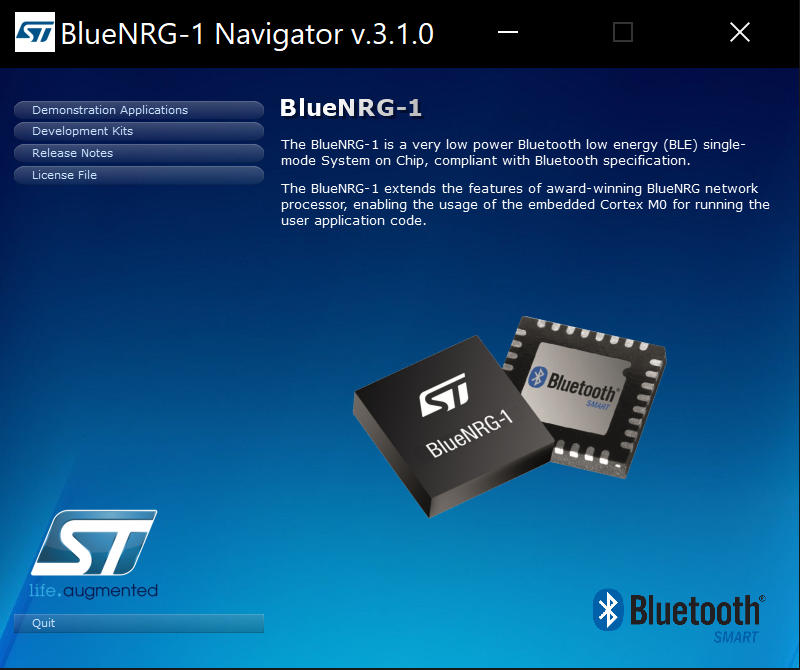 ST BlueNRG-1 Navigator v.3.1.0
Demonstration Applications
Development Kits
Release Notes
License File
BlueNRG-1
The BlueNRG-1 is a very low power Bluetooth low energy (BLE) single-
mode System on Chip, compliant with Bluetooth specification.
The BlueNRG-1 extends the features of award-winning BlueNRG network
processor, enabling the usage of the embedded Cortex M0 for running the
user application code.
ST
BlueNRG-1
Bluetooth®
SMART
ST
life.augmented
Quit
Bluetooth®
SMART